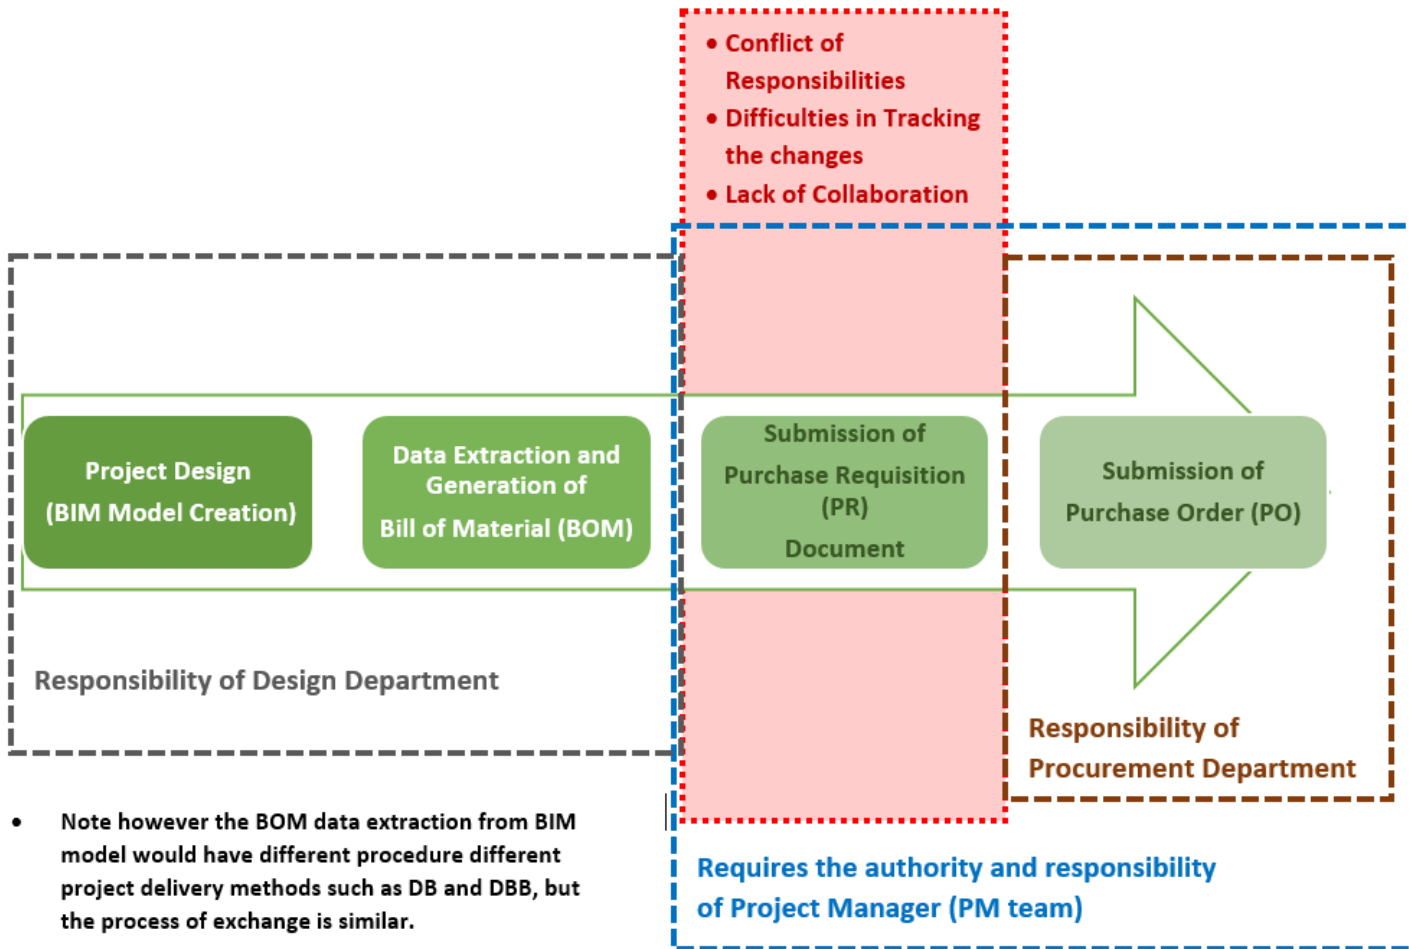 • Conflict of
Responsibilities
• Difficulties in Tracking
the changes
• Lack of Collaboration
Project Design
(BIM Model Creation)
Data Extraction and
Generation of
Bill of Material (BOM)
Submission of
Purchase Requisition
(PR)
Document
Submission of
Purchase Order (PO)
Responsibility of Design Department
Responsibility of
Procurement Department
• Note however the BOM data extraction from BIM
model would have different procedure different
project delivery methods such as DB and DBB, but
the process of exchange is similar.
Requires the authority and responsibility
of Project Manager (PM team)